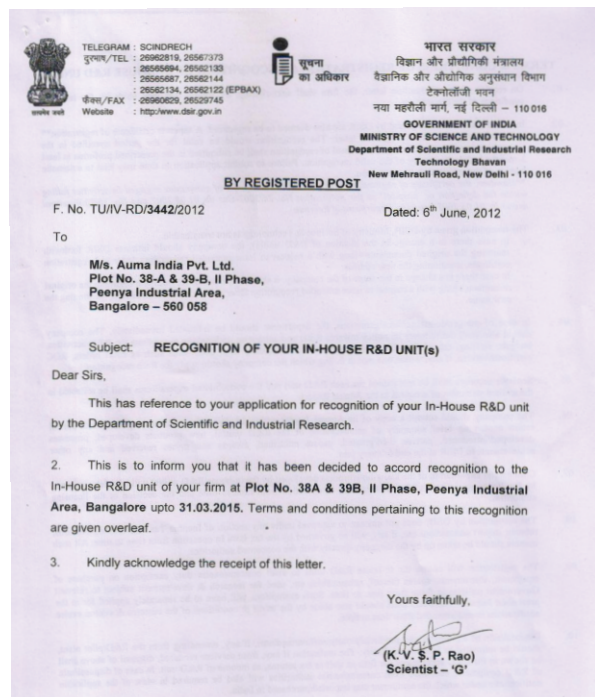 TELEGRAM : SCINDRECH
दूरभाष/TEL : 26962819, 26567373
: 26565694, 26562133
: 26565687, 26562144
: 26562134, 26562122 (EPBAX)
फैक्स/FAX : 26960629, 26529745
Website : http:/www.dsir.gov.in
सत्यमेव जयते
सूचना
का अधिकार
भारत सरकार
विज्ञान और प्रौद्योगिकी मंत्रालय
वैज्ञानिक और औद्योगिक अनुसंधान विभाग
टेक्नोलॉजी भवन
नया महरौली मार्ग, नई दिल्ली – 110 016
GOVERNMENT OF INDIA
MINISTRY OF SCIENCE AND TECHNOLOGY
Department of Scientific and Industrial Research
Technology Bhavan
New Mehrauli Road, New Delhi - 110 016
BY REGISTERED POST
F. No. TU/IV-RD/3442/2012
Dated: 6th June, 2012
To
M/s. Auma India Pvt. Ltd.
Plot No. 38-A & 39-B, II Phase,
Peenya Industrial Area,
Bangalore – 560 058
Subject: RECOGNITION OF YOUR IN-HOUSE R&D UNIT(s)
Dear Sirs,
This has reference to your application for recognition of your In-House R&D unit
by the Department of Scientific and Industrial Research.
2. This is to inform you that it has been decided to accord recognition to the
In-House R&D unit of your firm at Plot No. 38A & 39B, II Phase, Peenya Industrial
Area, Bangalore upto 31.03.2015. Terms and conditions pertaining to this recognition
are given overleaf.
3. Kindly acknowledge the receipt of this letter.
Yours faithfully,
(K. V. S. P. Rao)
Scientist – 'G'